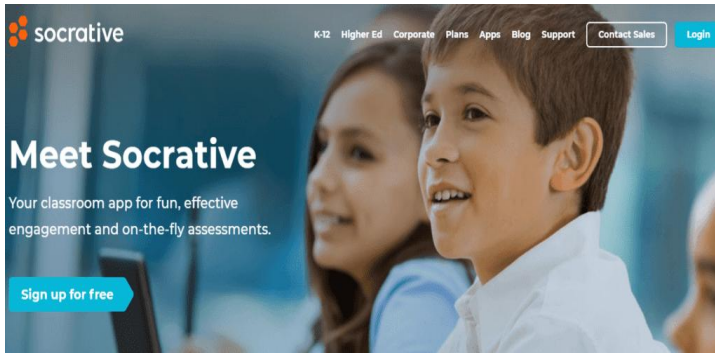 socrative
K-12 Higher Ed Corporate Plans Apps Blog Support Contact Sales Login
Meet Socrative
Your classroom app for fun, effective
engagement and on-the-fly assessments.
Sign up for free